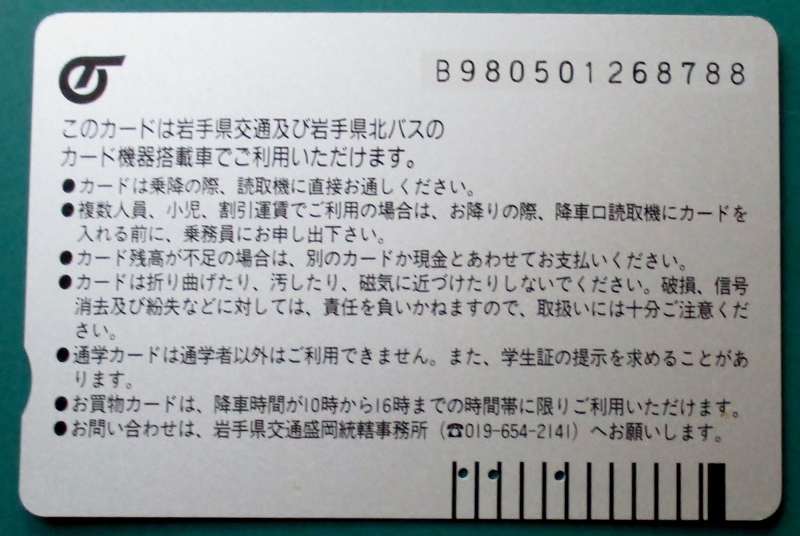 B980501268788
このカードは岩手県交通及び岩手県北バスの
カード機器搭載車でご利用いただけます。
●カードは乗降の際、読取機に直接お通しください。
●複数人員、小児、割引運賃でご利用の場合は、お降りの際、降車口読取機にカードを
入れる前に、乗務員にお申し出下さい。
●カード残高が不足の場合は、別のカードか現金とあわせてお支払いください。
●カードは折り曲げたり、汚したり、磁気に近づけたりしないでください。破損、信号
消去及び紛失などに対しては、責任を負いかねますので、取扱いには十分ご注意くだ
さい。
●通学カードは通学者以外はご利用できません。また、学生証の提示を求めることがあ
ります。
●お買物カードは、降車時間が10時から16時までの時間帯に限りご利用いただけます。
●お問い合わせは、岩手県交通盛岡統轄事務所（☎019-654-2141）へお願いします。